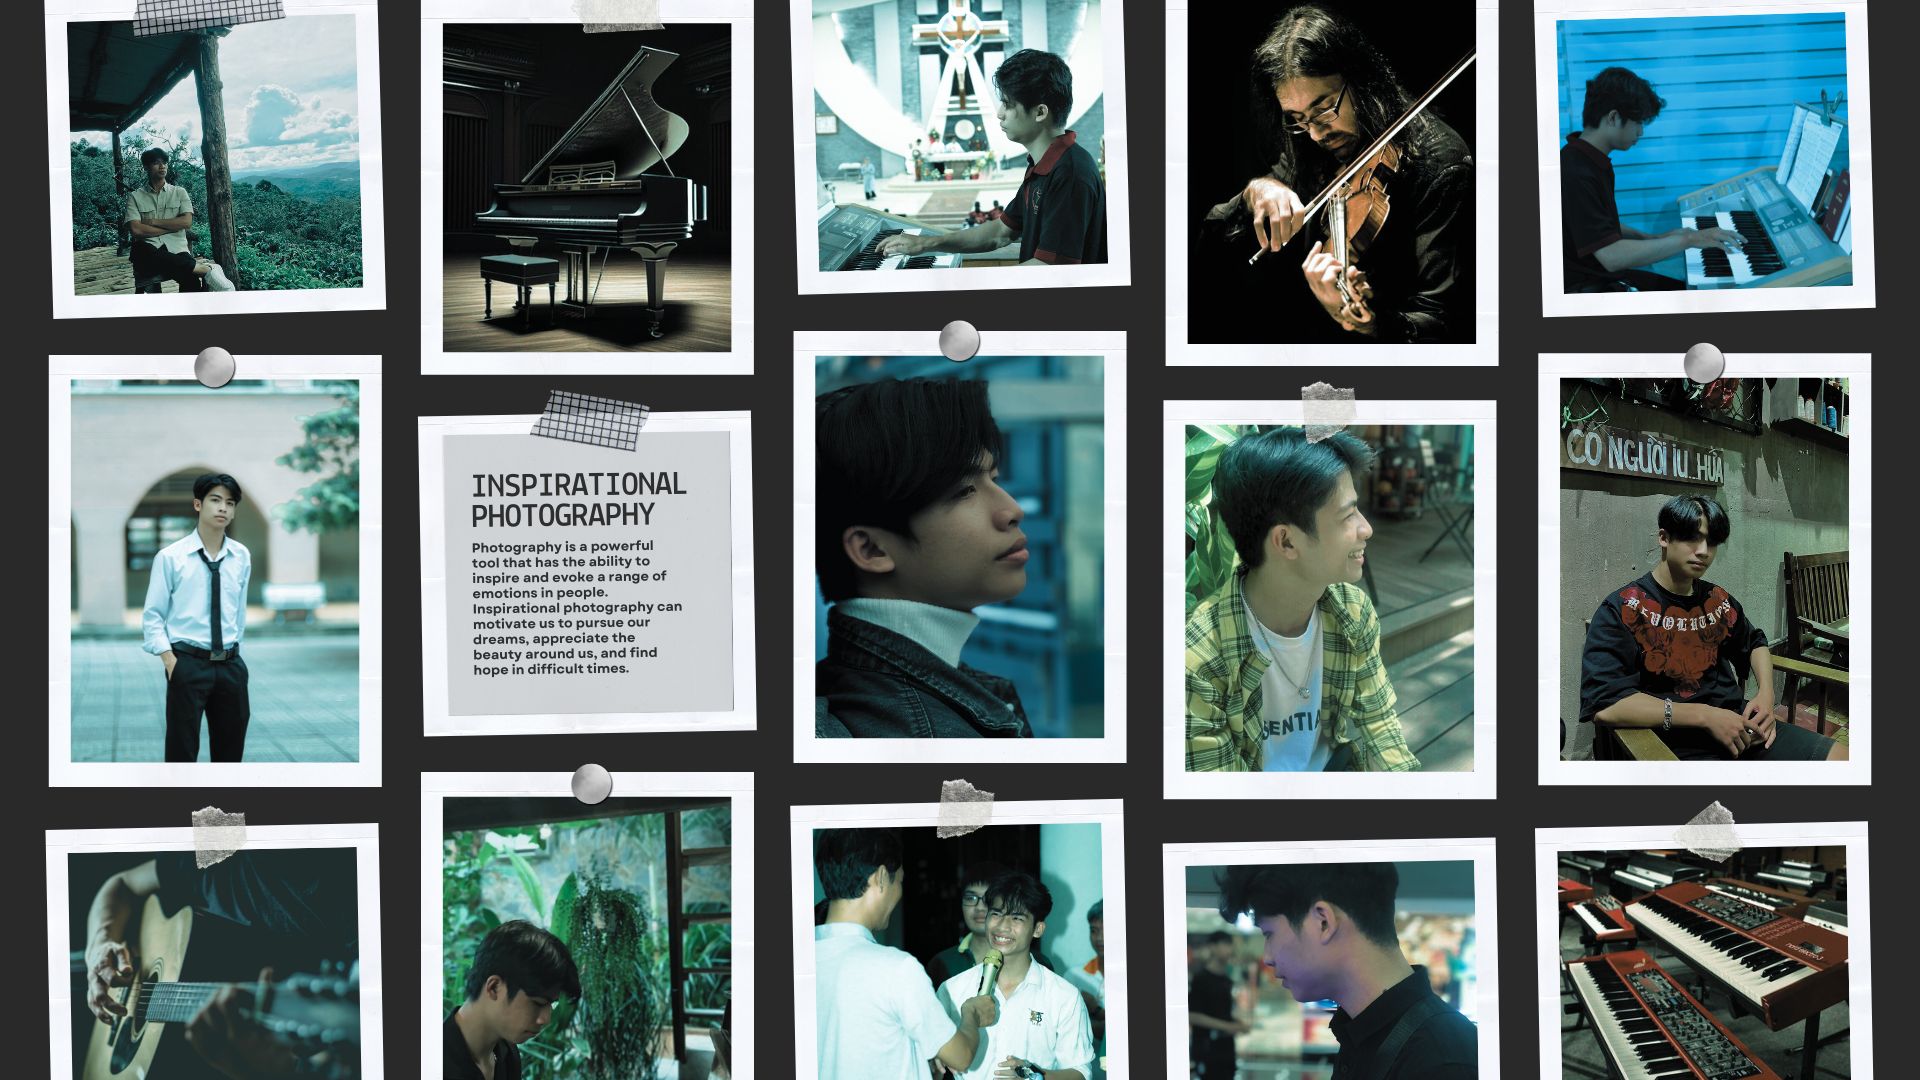 INSPIRATIONAL
PHOTOGRAPHY
Photography is a powerful
tool that has the ability to
inspire and evoke a range of
emotions in people.
Inspirational photography can
motivate us to pursue our
dreams, appreciate the
beauty around us, and find
hope in difficult times.
SENTIA
CÓ NGƯỜI IU...HỨA
REVOLUTION